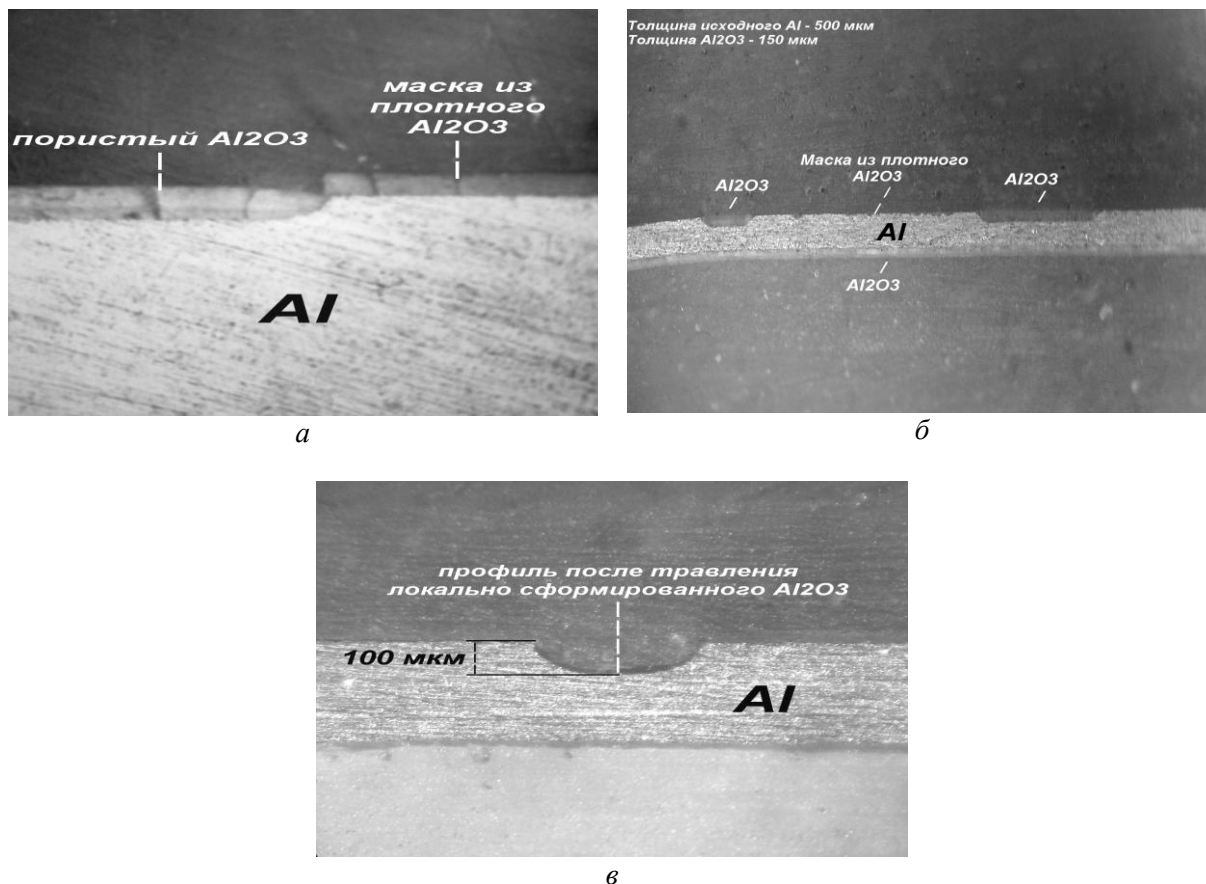 маска из
плотного
Al2O3
пористый Al2O3
Al
а
Толщина исходного Al - 500 мкм
Толщина Al2O3 - 150 мкм
Маска из плотного
Al2O3
Al2O3
Al2O3
Al
Al2O3
б
профиль после травления
локально сформированного Al2O3
100 мкм
Al
в